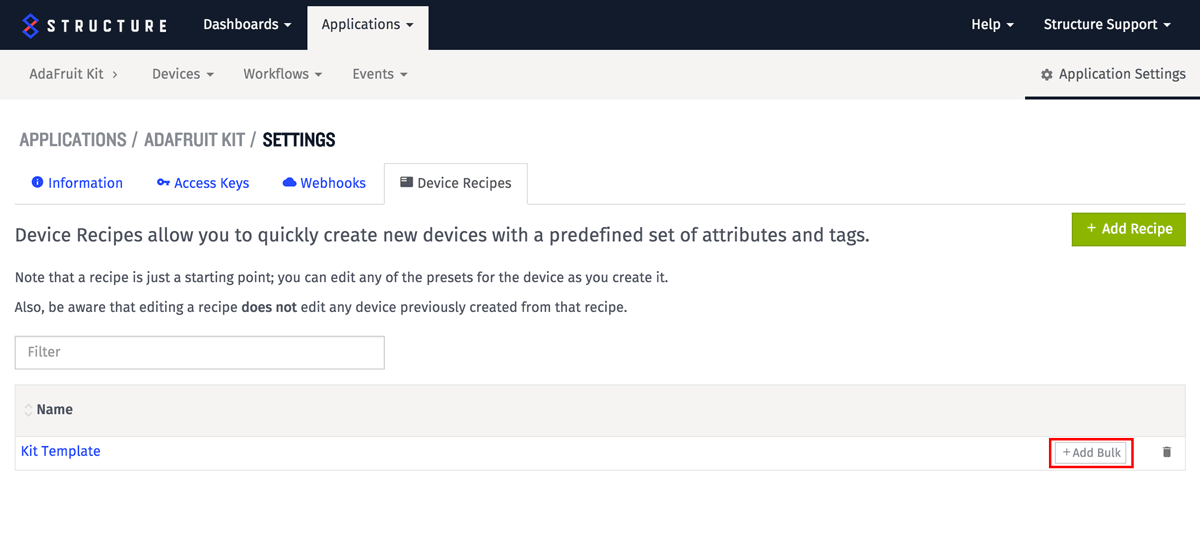 STRUCTURE Dashboards Applications Help Structure Support
AdaFruit Kit Devices Workflows Events Application Settings
APPLICATIONS / ADAFRUIT KIT / SETTINGS
Information Access Keys Webhooks Device Recipes
Device Recipes allow you to quickly create new devices with a predefined set of attributes and tags.
+ Add Recipe
Note that a recipe is just a starting point; you can edit any of the presets for the device as you create it.
Also, be aware that editing a recipe does not edit any device previously created from that recipe.
Filter
Name
Kit Template + Add Bulk